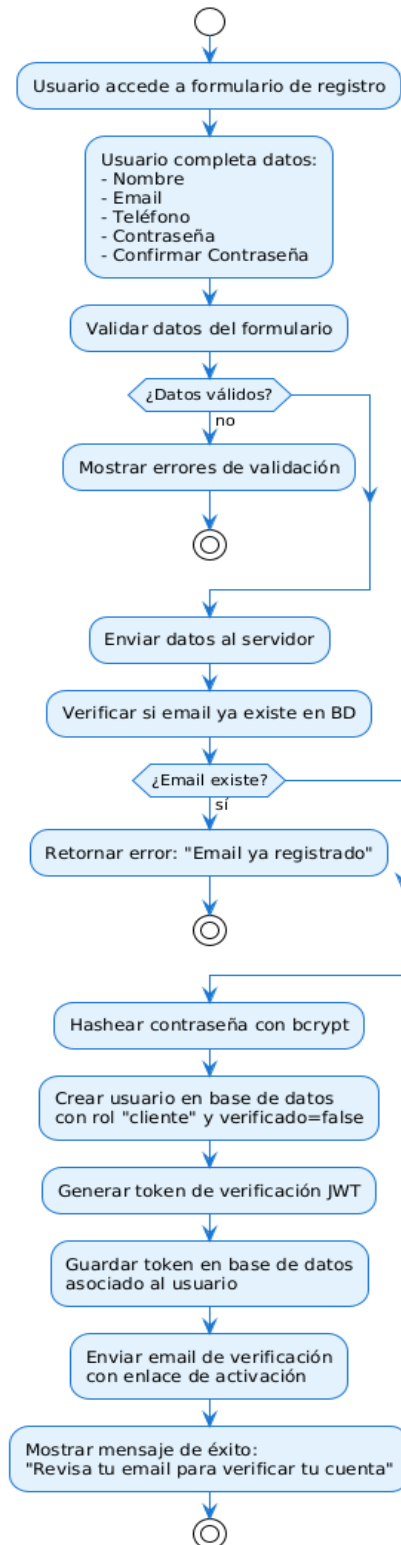 Usuario accede a formulario de registro
Usuario completa datos:
- Nombre
- Email
- Teléfono
- Contraseña
- Confirmar Contraseña
Validar datos del formulario
¿Datos válidos?
no
Mostrar errores de validación
Enviar datos al servidor
Verificar si email ya existe en BD
¿Email existe?
sí
Retornar error: "Email ya registrado"
Hashear contraseña con bcrypt
Crear usuario en base de datos
con rol "cliente" y verificado=false
Generar token de verificación JWT
Guardar token en base de datos
asociado al usuario
Enviar email de verificación
con enlace de activación
Mostrar mensaje de éxito:
"Revisa tu email para verificar tu cuenta"